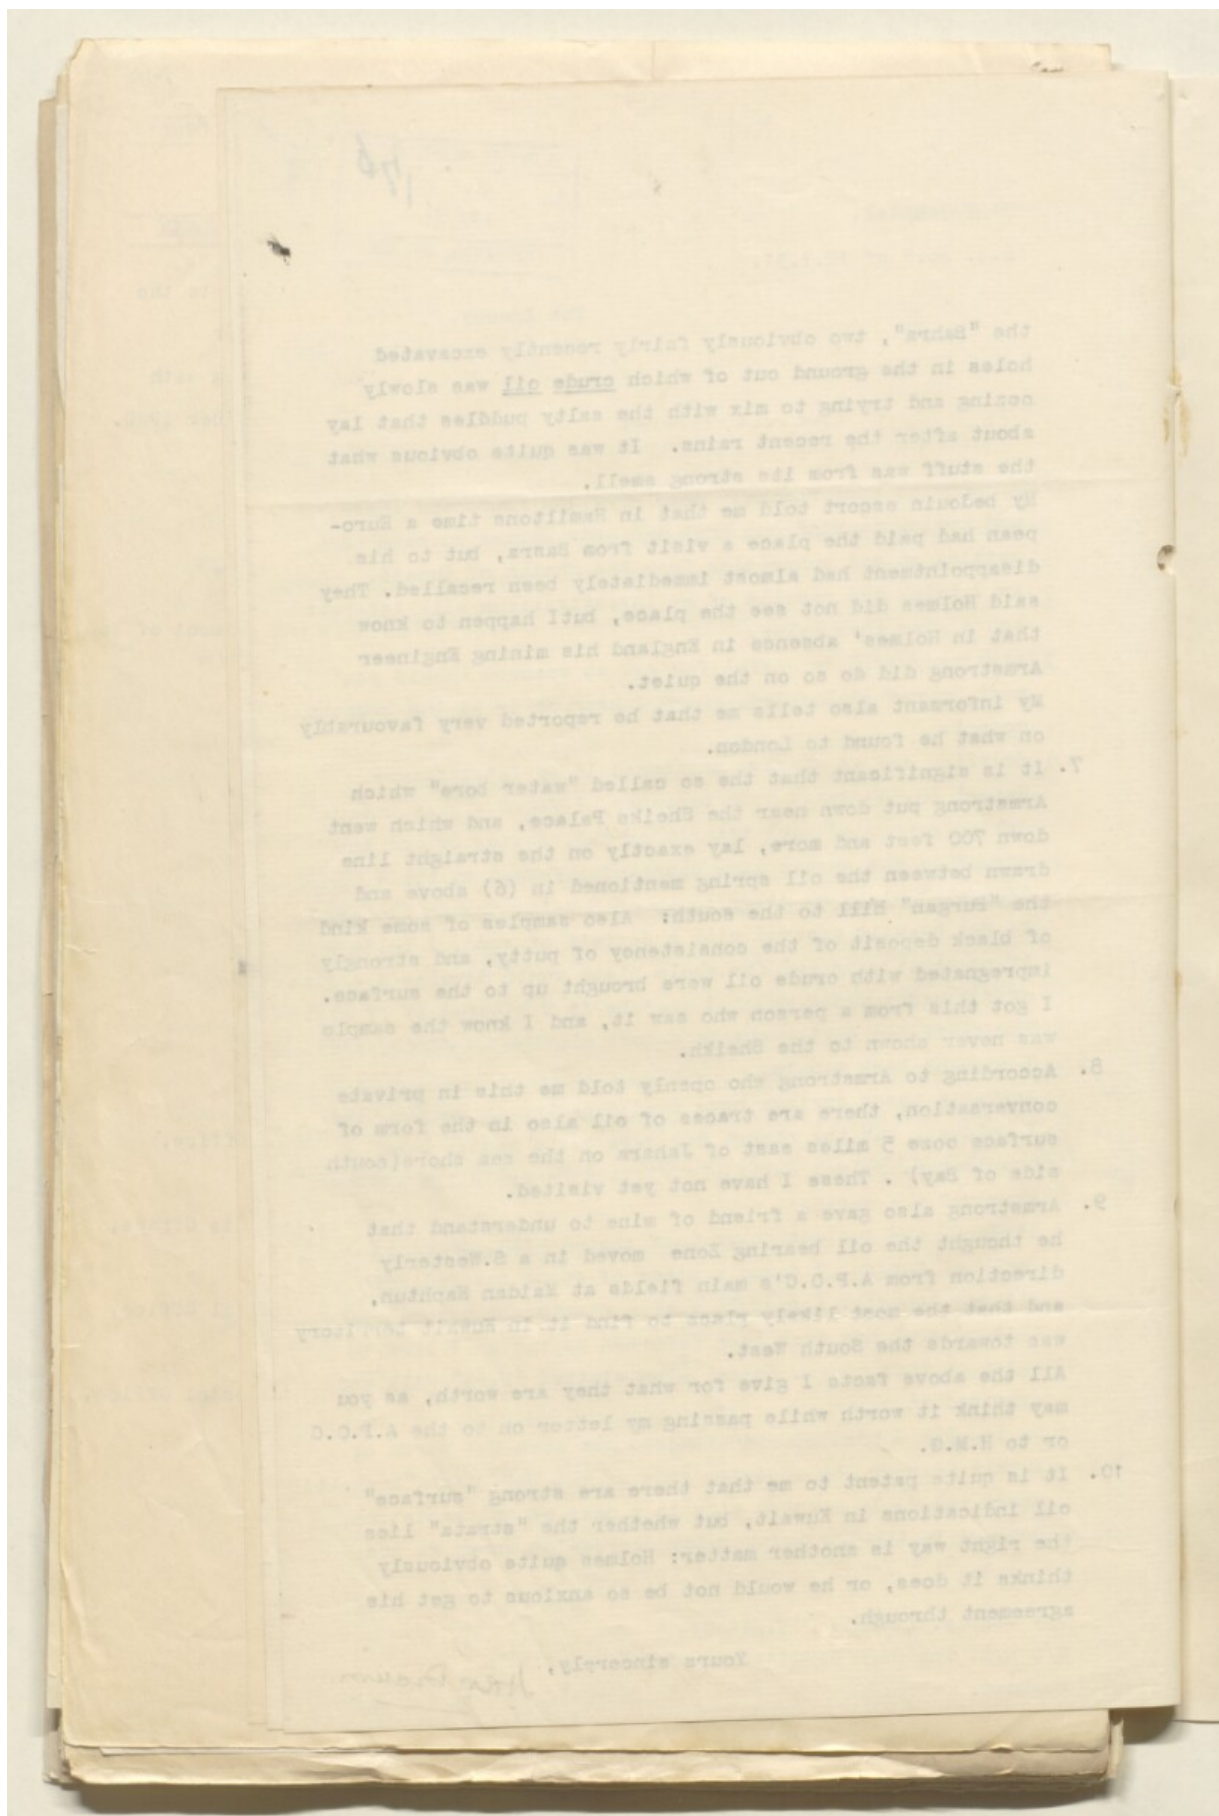 the "Bahra", two obviously fairly recently excavated
holes in the ground out of which crude oil was slowly
oozing and trying to mix with the salty puddles that lay
about after the recent rains. It was quite obvious what
the stuff was from its strong smell.
My bedouin escort told me that in Hamiltons time a Euro-
pean had paid the place a visit from Basra, but to his
disappointment had almost immediately been recalled. They
said Holmes did not see the place, butI happen to know
that in Holmes' absence in England his mining Engineer
Armstrong did do so on the quiet.
My informant also tells me that he reported very favourably
on what he found to London.
7. It is significant that the so called "water bore" which
Armstrong put down near the Sheiks Palace, and which went
down 700 feet and more, lay exactly on the straight line
drawn between the oil spring mentioned in (6) above and
the "Burgan" Hill to the south: Also samples of some kind
of black deposit of the consistency of putty, and strongly
impregnated with crude oil were brought up to the surface.
I got this from a person who saw it, and I know the sample
was never shown to the Sheikh.
8. According to Armstrong who openly told me this in private
conversation, there are traces of oil also in the form of
surface ooze 5 miles east of Jahara on the sea shore(south
side of Bay) . These I have not yet visited.
9. Armstrong also gave a friend of mine to understand that
he thought the oil bearing Zone moved in a S.Westerly
direction from A.P.O.C's main fields at Maidan Naphtun,
and that the most likely place to find it in Kuwait territory
was towards the South West.
All the above facts I give for what they are worth, as you
may think it worth while passing my letter on to the A.P.O.C
or to H.M.G.
10. It is quite patent to me that there are strong "surface"
oil indications in Kuwait, but whether the "strata" lies
the right way is another matter: Holmes quite obviously
thinks it does, or he would not be so anxious to get his
agreement through.
Yours sincerely,
to the
with